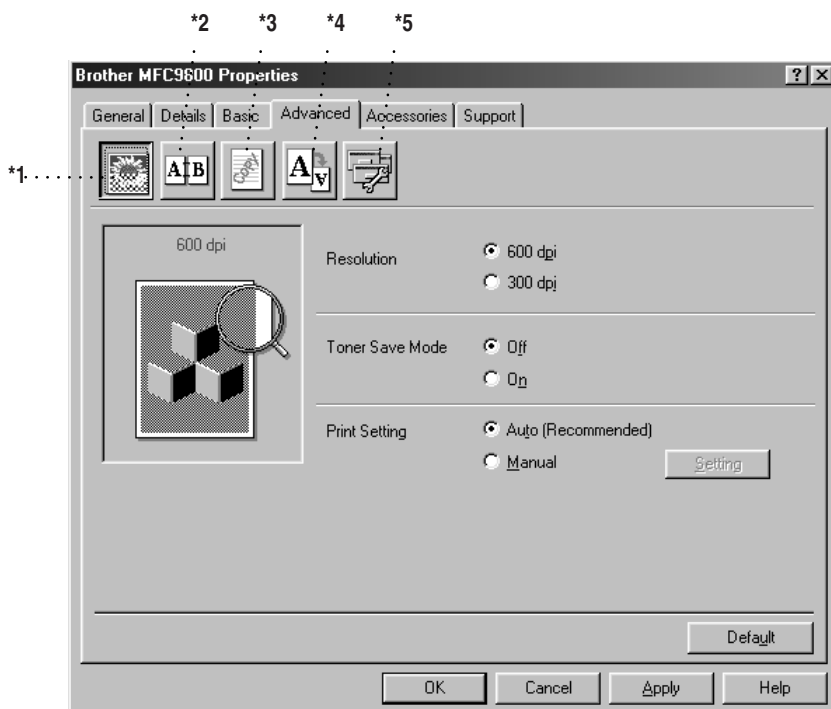 *2 *3 *4 *5
Brother MFC9600 Properties
General Details Basic Advanced Accessories Support
*1
A B Copy A A
600 dpi
Resolution
600 dpi
300 dpi
Toner Save Mode
Off
On
Print Setting
Auto (Recommended)
Manual
Setting
Default
OK Cancel Apply Help